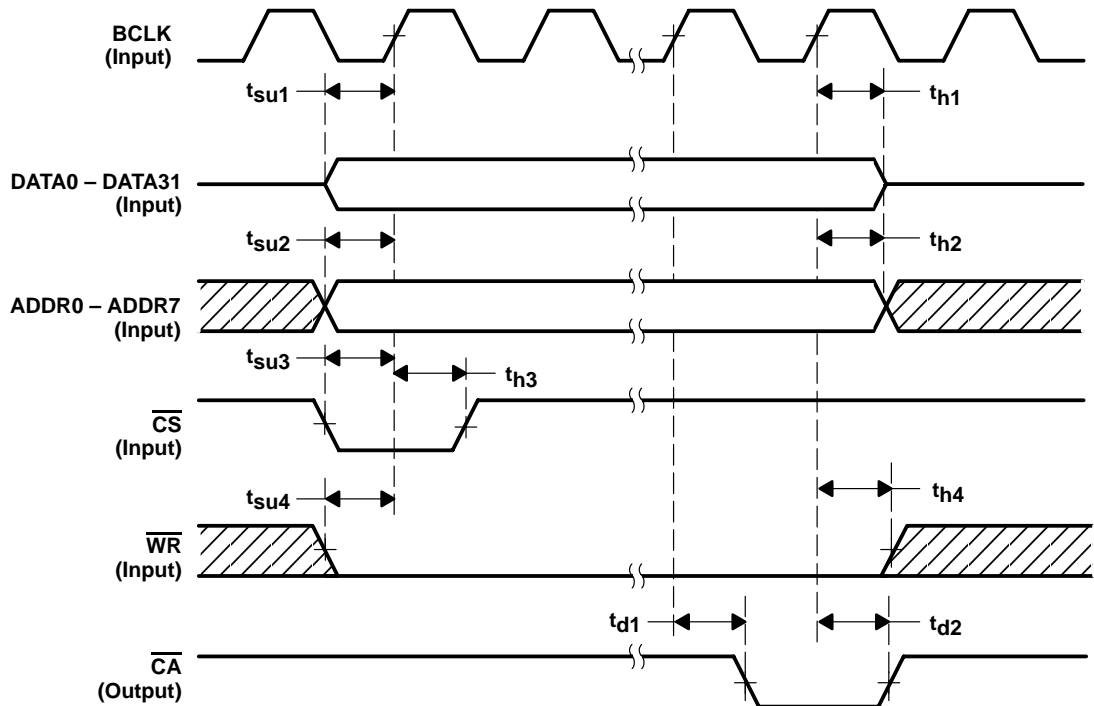 BCLK
(Input)
tsu1
th1
DATA0 – DATA31
(Input)
tsu2
th2
ADDR0 – ADDR7
(Input)
tsu3
th3
CS
(Input)
tsu4
th4
WR
(Input)
td1
td2
CA
(Output)